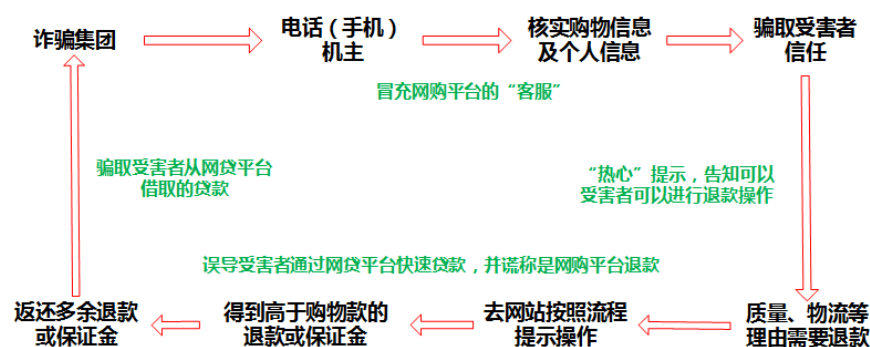 诈骗集团
电话（手机）
机主
核实购物信息
及个人信息
骗取受害者
信任
冒充网购平台的“客服”
骗取受害者从网贷平台
借取的贷款
“热心”提示，告知可以
受害者可以进行退款操作
误导受害者通过网贷平台快速贷款，并谎称是网购平台退款
返还多余退款
或保证金
得到高于购物款的
退款或保证金
去网站按照流程
提示操作
质量、物流等
理由需要退款